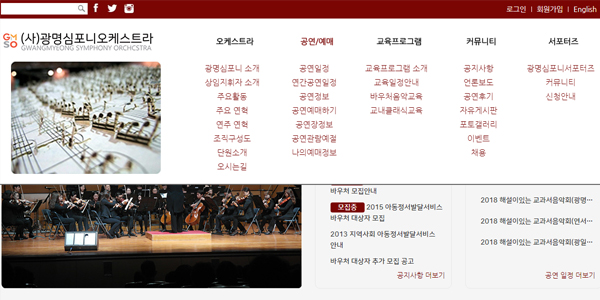 로그인 | 회원가입 | English
GMSO
(사)광명심포니오케스트라
GWANGMYEONG SYMPHONY ORCHCSTRA
오케스트라
공연/예매
교육프로그램
커뮤니티
서포터즈
광명심포니 소개
상임지휘자 소개
주요활동
주요 연혁
연주 연혁
조직구성도
단원소개
오시는길
공연일정
연간공연일정
공연정보
공연예매하기
공연장정보
공연관람예절
나의예매정보
교육프로그램 소개
교육일정안내
바우처음악교육
교내클래식교육
공지사항
언론보도
공연후기
자유게시판
포토갤러리
이벤트
채용
광명심포니서포터즈
커뮤니티
신청안내
바우처 모집안내
모집중 2015 아동정서발달서비스
바우처 대상자 모집
2013 지역사회 아동정서발달서비스
안내
바우처 대상자 추가 모집 공고
공지사항 더보기
2018 해설이있는 교과서음악회(광명···
2018 해설이있는 교과서음악회(연서···
2018 해설이있는 교과서음악회(광일···
공연 일정 더보기